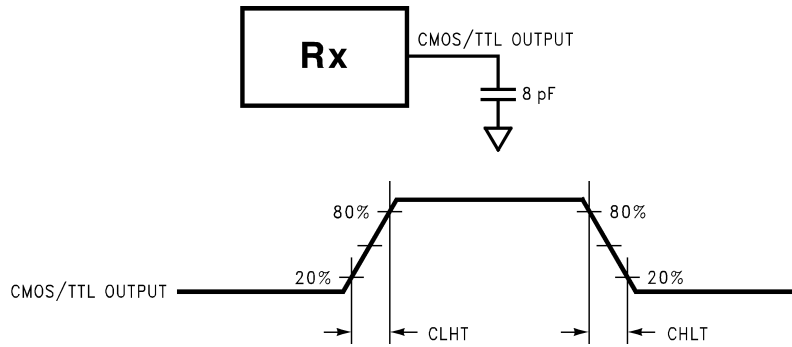 Rx
CMOS/TTL OUTPUT
8 pF
80%
80%
20%
20%
CMOS/TTL OUTPUT
CLHT
CHLT